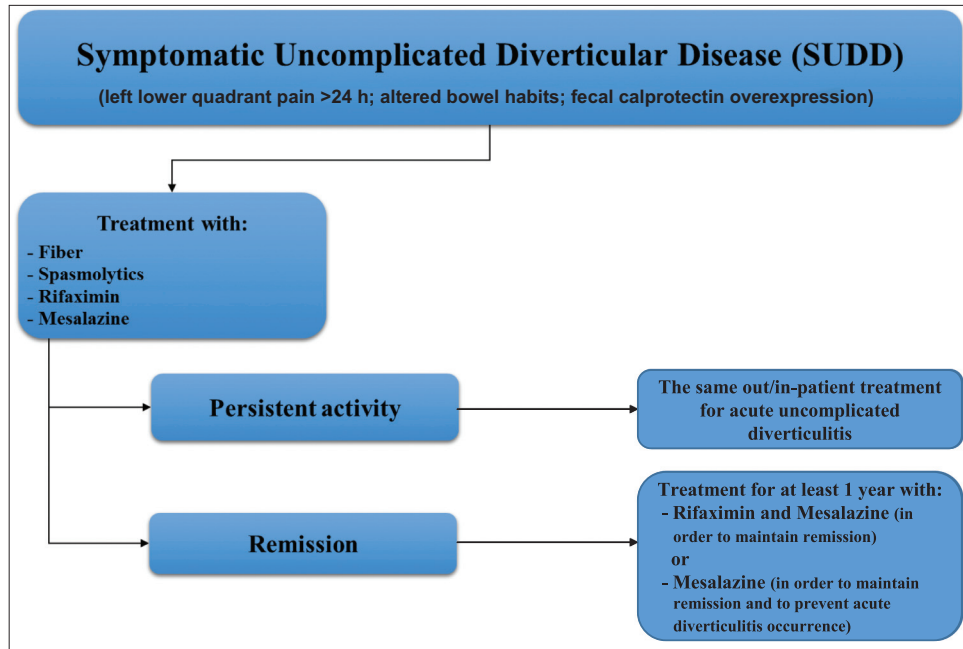 Symptomatic Uncomplicated Diverticular Disease (SUDD)
(left lower quadrant pain >24 h; altered bowel habits; fecal calprotectin overexpression)
Treatment with:
- Fiber
- Spasmolytics
- Rifaximin
- Mesalazine
Persistent activity
The same out/in-patient treatment
for acute uncomplicated
diverticulitis
Remission
Treatment for at least 1 year with:
- Rifaximin and Mesalazine (in
order to maintain remission)
or
- Mesalazine (in order to maintain
remission and to prevent acute
diverticulitis occurrence)